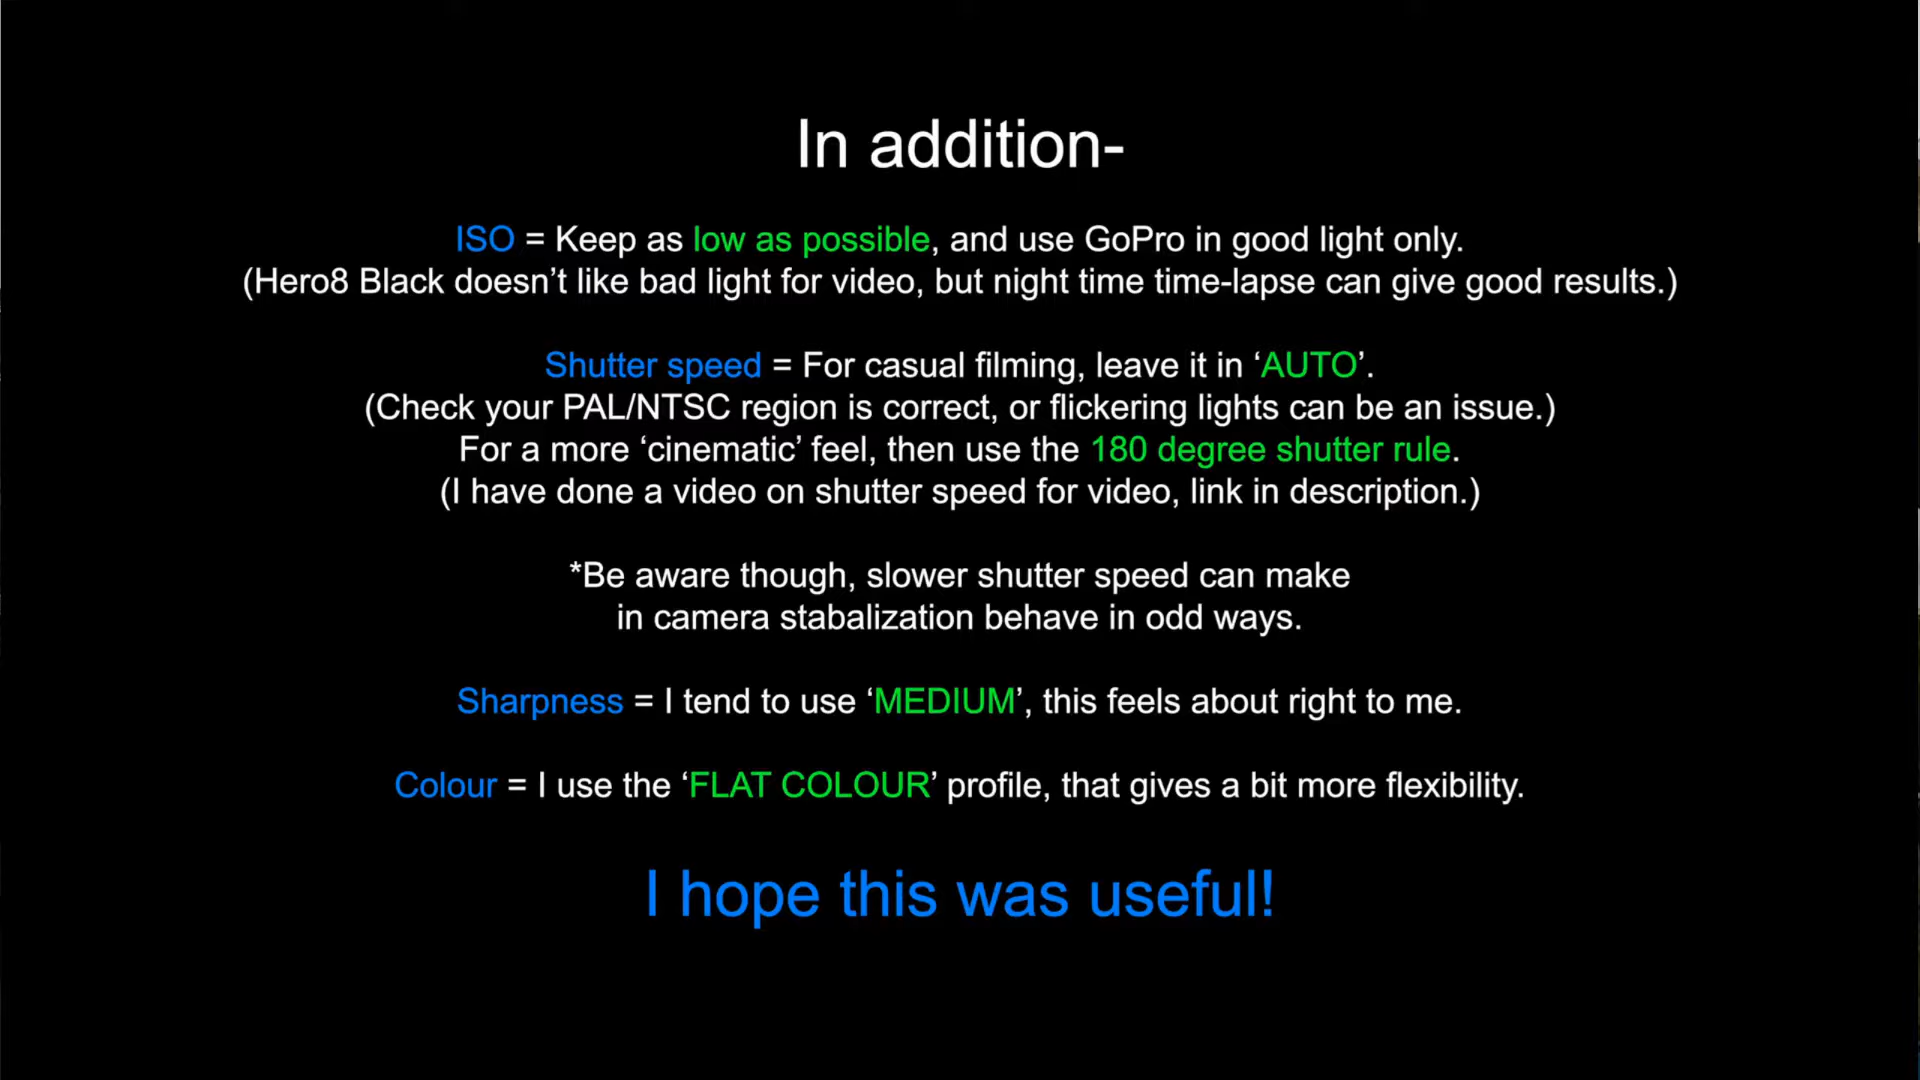 In addition-
ISO = Keep as low as possible, and use GoPro in good light only.
(Hero8 Black doesn’t like bad light for video, but night time time-lapse can give good results.)
Shutter speed = For casual filming, leave it in ‘AUTO’.
(Check your PAL/NTSC region is correct, or flickering lights can be an issue.)
For a more ‘cinematic’ feel, then use the 180 degree shutter rule.
(I have done a video on shutter speed for video, link in description.)
*Be aware though, slower shutter speed can make
in camera stabalization behave in odd ways.
Sharpness = I tend to use ‘MEDIUM’, this feels about right to me.
Colour = I use the ‘FLAT COLOUR’ profile, that gives a bit more flexibility.
I hope this was useful!